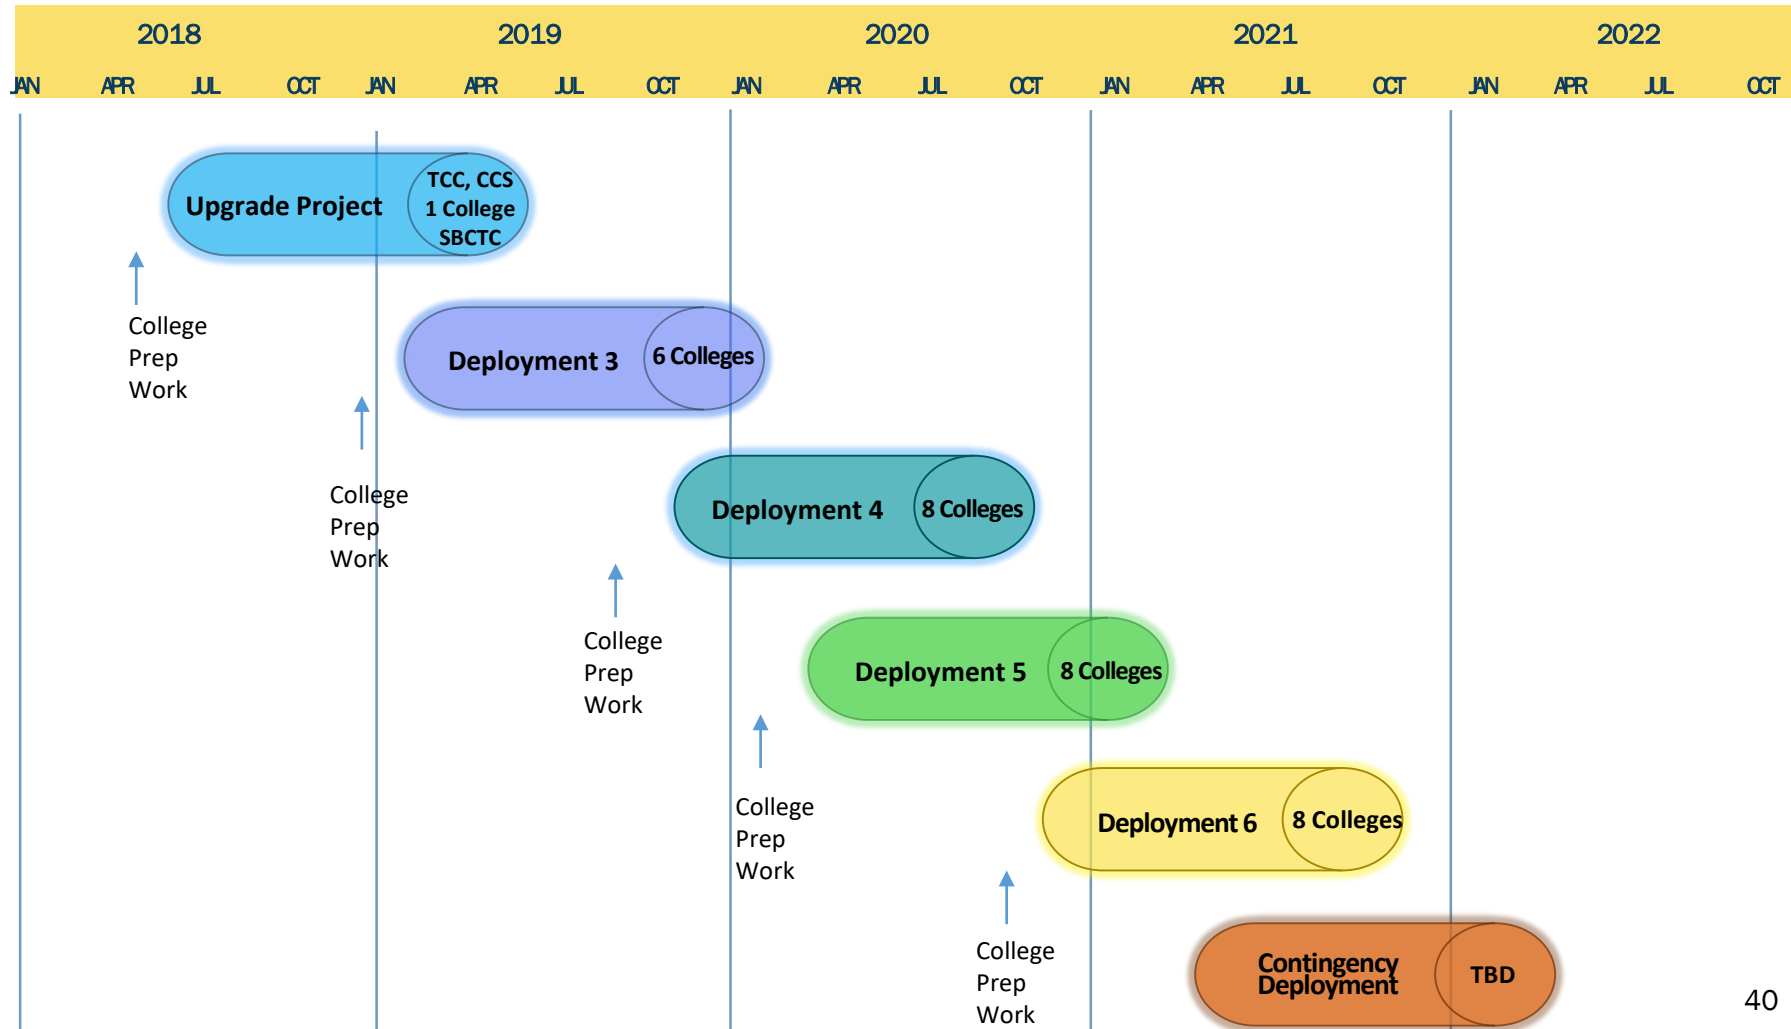 2018 2019 2020 2021 2022
JAN APR JUL OCT JAN APR JUL OCT JAN APR JUL OCT JAN APR JUL OCT JAN APR JUL OCT
Upgrade Project
TCC, CCS
1 College
SBCTC
College
Prep
Work
Deployment 3
6 Colleges
College
Prep
Work
Deployment 4
8 Colleges
College
Prep
Work
Deployment 5
8 Colleges
College
Prep
Work
Deployment 6
8 Colleges
College
Prep
Work
Contingency
Deployment
TBD
40